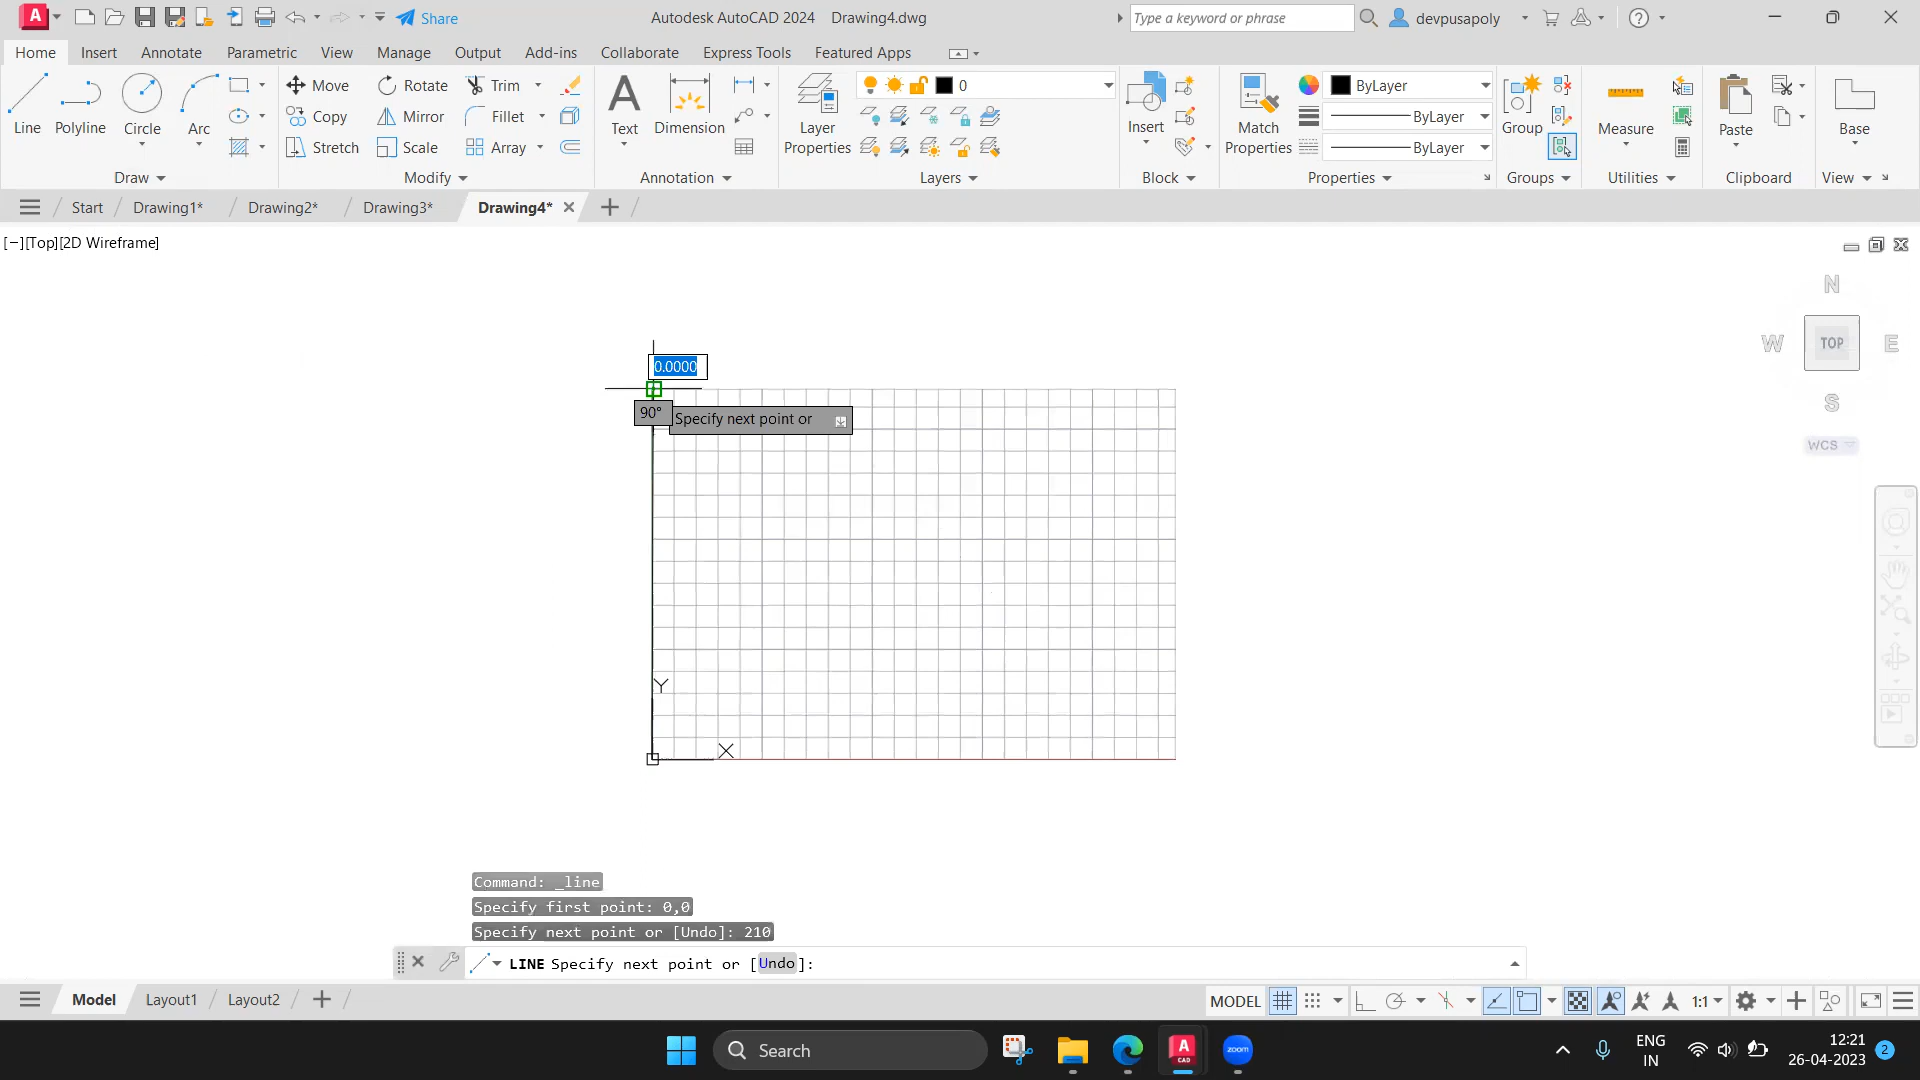 A
Share
Autodesk AutoCAD 2024 Drawing4.dwg
Type a keyword or phrase
devpusapoly
Home Insert Annotate Parametric View Manage Output Add-ins Collaborate Express Tools Featured Apps
Line Polyline Circle Arc
Move Rotate Trim
Copy Mirror Fillet
Stretch Scale Array
A
Text Dimension
Layer Properties
0
Insert
Match Properties
ByLayer
ByLayer
ByLayer
Group
Measure
Paste
Base
Draw Modify Annotation Layers Block Properties Groups Utilities Clipboard View
Start Drawing1* Drawing2* Drawing3* Drawing4*
[−][Top][2D Wireframe]
N
W TOP E
S
WCS
0.0000
90°
Specify next point or
Y
X
Command: _line
Specify first point: 0,0
Specify next point or [Undo]: 210
LINE Specify next point or [Undo]:
Model Layout1 Layout2
MODEL 1:1
Search
A
CAD
zoom
ENG
IN
12:21
26-04-2023
2